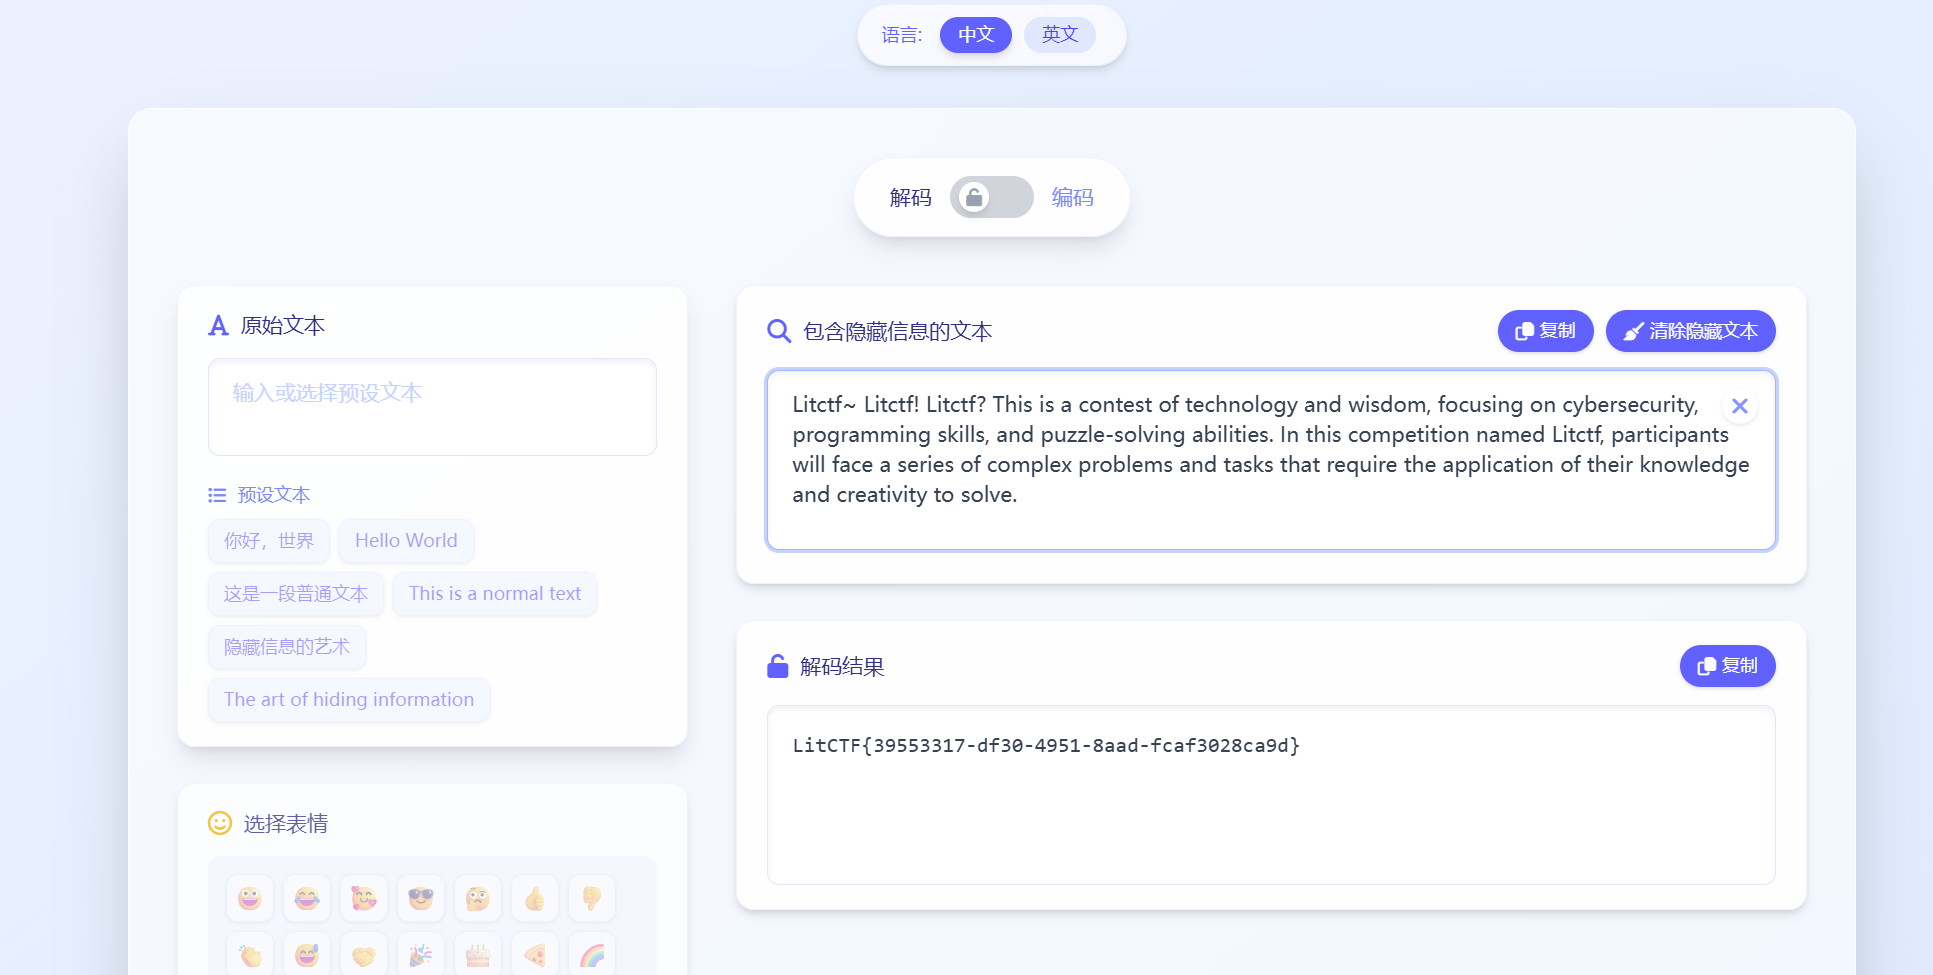 语言:
中文
英文
解码
编码
原始文本
输入或选择预设文本
预设文本
你好，世界
Hello World
这是一段普通文本
This is a normal text
隐藏信息的艺术
The art of hiding information
选择表情
包含隐藏信息的文本
复制
清除隐藏文本
Litctf~ Litctf! Litctf? This is a contest of technology and wisdom, focusing on cybersecurity,
programming skills, and puzzle-solving abilities. In this competition named Litctf, participants
will face a series of complex problems and tasks that require the application of their knowledge
and creativity to solve.
解码结果
复制
LitCTF{39553317-df30-4951-8aad-fcaf3028ca9d}